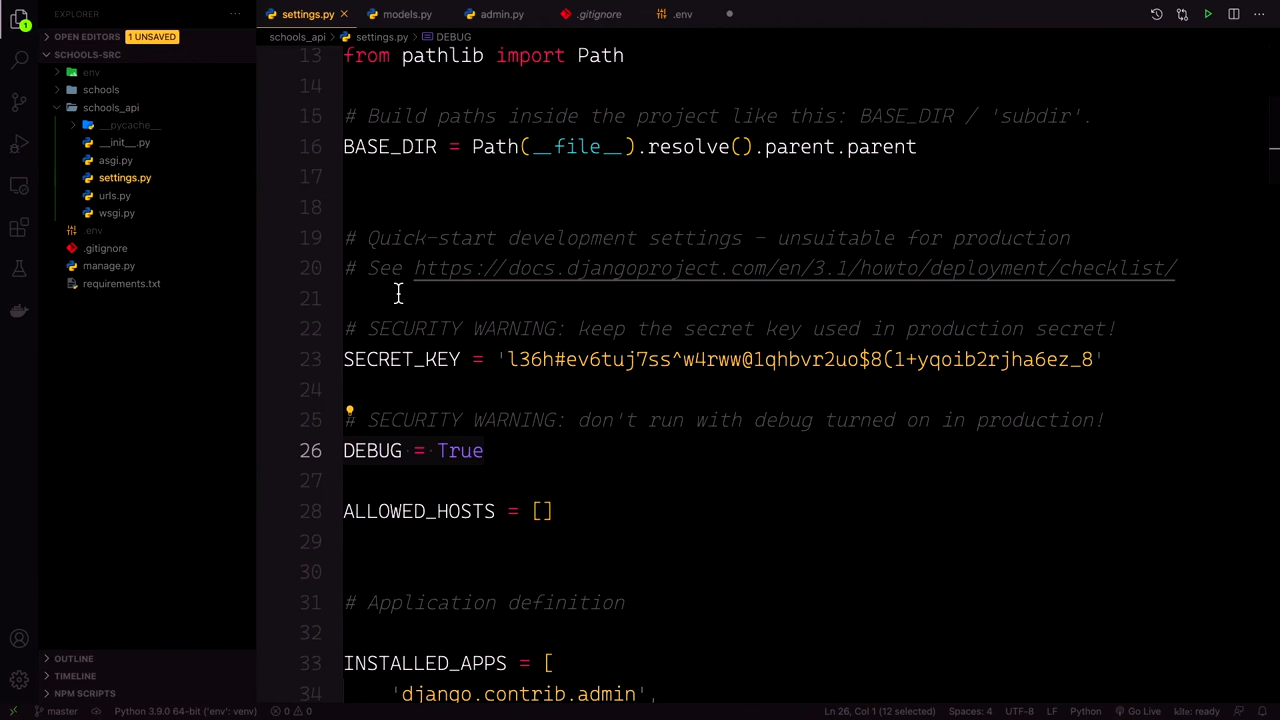 EXPLORER
settings.py
models.py
admin.py
.gitignore
.env
OPEN EDITORS 1 UNSAVED
schools_api settings.py DEBUG
SCHOOLS-SRC
env
schools
schools_api
__pycache__
__init__.py
asgi.py
settings.py
urls.py
wsgi.py
.env
.gitignore
manage.py
requirements.txt
OUTLINE
TIMELINE
NPM SCRIPTS
13 from pathlib import Path
14
15 # Build paths inside the project like this: BASE_DIR / 'subdir'.
16 BASE_DIR = Path(__file__).resolve().parent.parent
17
18
19 # Quick-start development settings - unsuitable for production
20 # See https://docs.djangoproject.com/en/3.1/howto/deployment/checklist/
21
22 # SECURITY WARNING: keep the secret key used in production secret!
23 SECRET_KEY = 'l36h#ev6tuj7ss^w4rww@1qhbvr2uo$8(1+yqoib2rjha6ez_8'
24
25 # SECURITY WARNING: don't run with debug turned on in production!
26 DEBUG = True
27
28 ALLOWED_HOSTS = []
29
30
31 # Application definition
32
33 INSTALLED_APPS = [
34 'django.contrib.admin',
1
master Python 3.9.0 64-bit ('env': venv) 0 0 Ln 26, Col 1 (12 selected) Spaces: 4 UTF-8 LF Python Go Live kite: ready